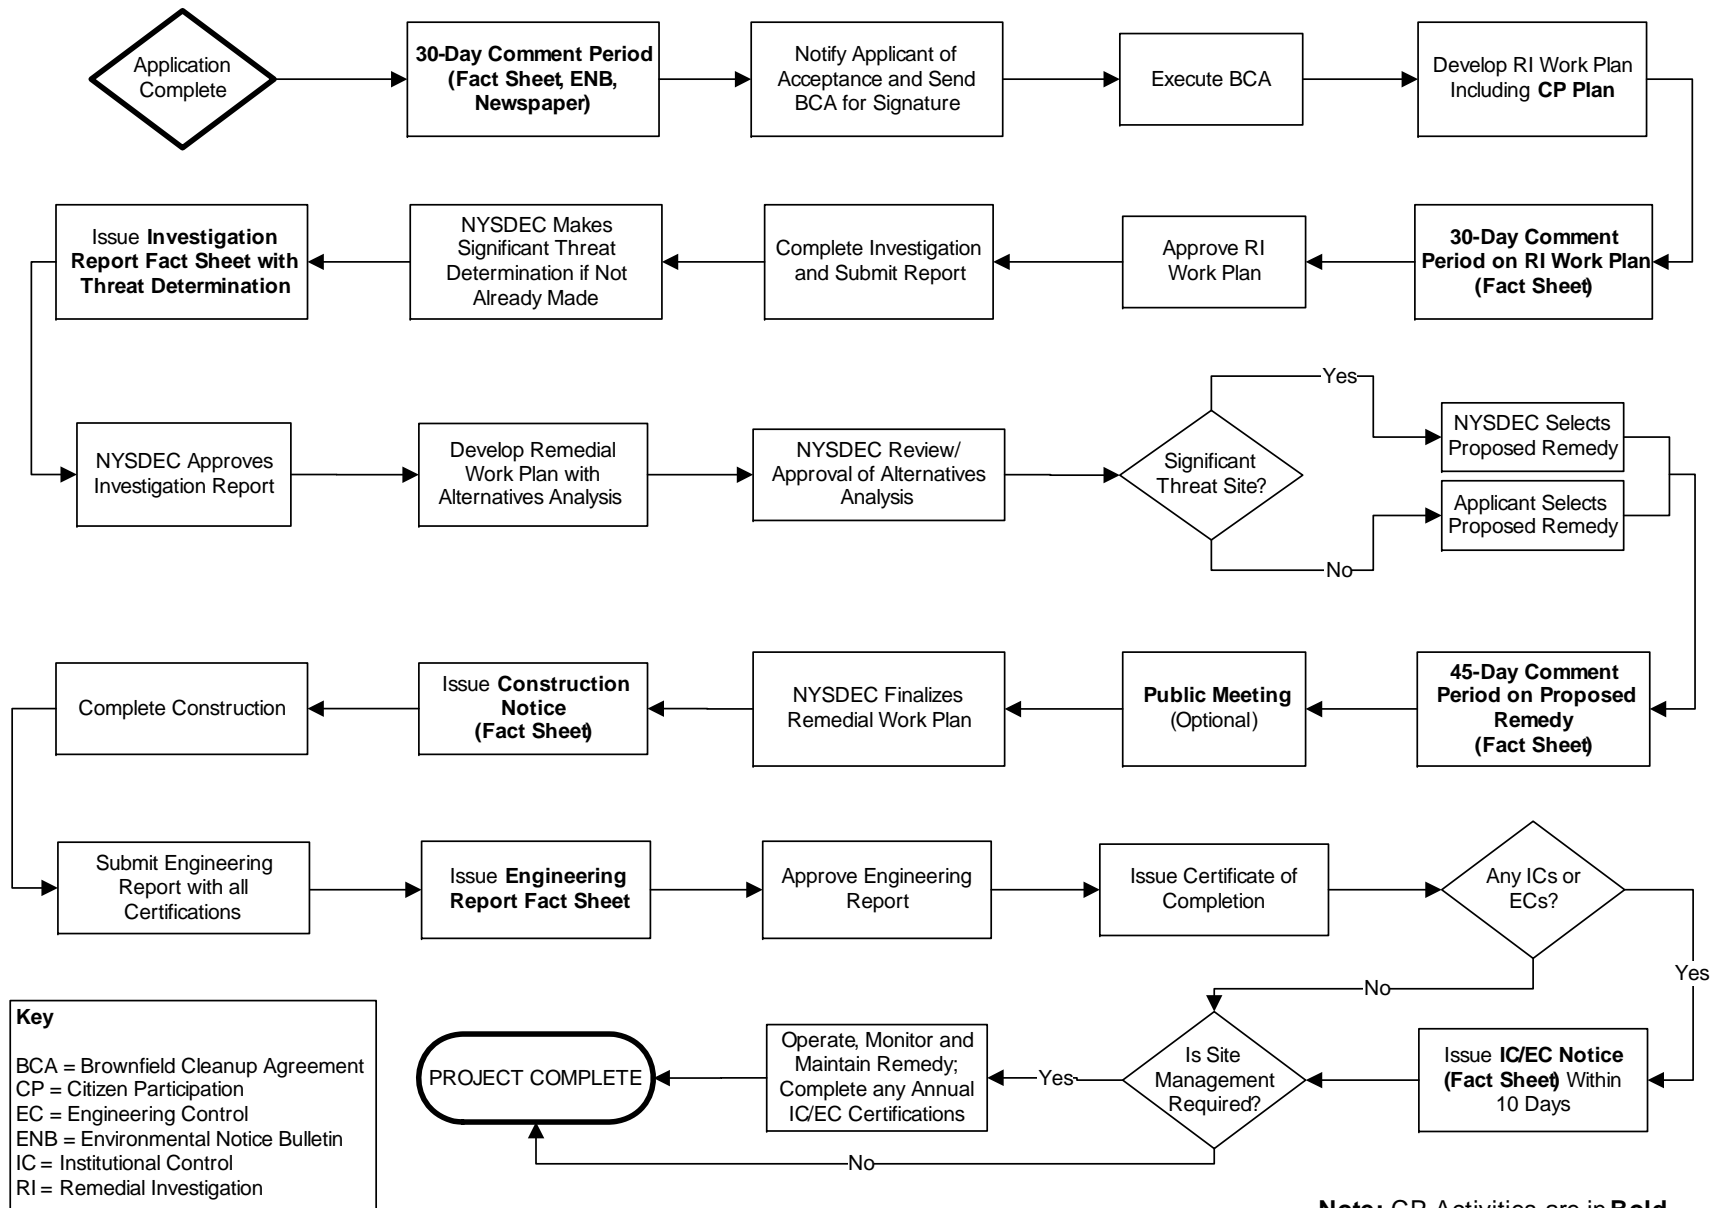 Application
Complete
30-Day Comment Period
(Fact Sheet, ENB,
Newspaper)
Notify Applicant of
Acceptance and Send
BCA for Signature
Execute BCA
Develop RI Work Plan
Including CP Plan
Issue Investigation
Report Fact Sheet with
Threat Determination
NYSDEC Makes
Significant Threat
Determination if Not
Already Made
Complete Investigation
and Submit Report
Approve RI
Work Plan
30-Day Comment
Period on RI Work Plan
(Fact Sheet)
NYSDEC Approves
Investigation Report
Develop Remedial
Work Plan with
Alternatives Analysis
NYSDEC Review/
Approval of Alternatives
Analysis
Significant
Threat Site?
Yes
No
NYSDEC Selects
Proposed Remedy
Applicant Selects
Proposed Remedy
Complete Construction
Issue Construction
Notice
(Fact Sheet)
NYSDEC Finalizes
Remedial Work Plan
Public Meeting
(Optional)
45-Day Comment
Period on Proposed
Remedy
(Fact Sheet)
Submit Engineering
Report with all
Certifications
Issue Engineering
Report Fact Sheet
Approve Engineering
Report
Issue Certificate of
Completion
Any ICs or
ECs?
Yes
No
Key
BCA = Brownfield Cleanup Agreement
CP = Citizen Participation
EC = Engineering Control
ENB = Environmental Notice Bulletin
IC = Institutional Control
RI = Remedial Investigation
PROJECT COMPLETE
Operate, Monitor and
Maintain Remedy;
Complete any Annual
IC/EC Certifications
Yes
Is Site
Management
Required?
Issue IC/EC Notice
(Fact Sheet) Within
10 Days
No
Note: CP Activities are in Bold